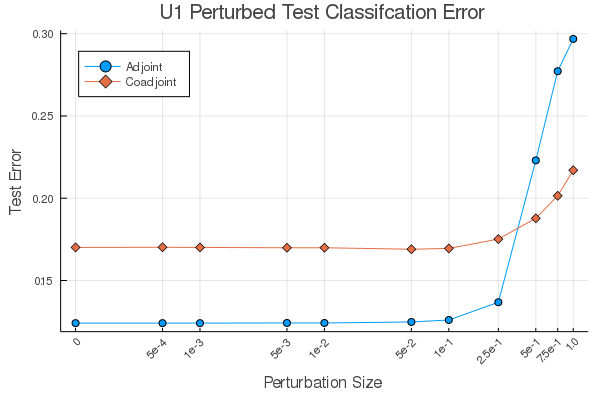 U1 Perturbed Test Classifcation Error
Adjoint
Coadjoint
Test Error
0.30
0.25
0.20
0.15
0
5e-4
1e-3
5e-3
1e-2
5e-2
1e-1
2.5e-1
5e-1
7.5e-1
1.0
Perturbation Size